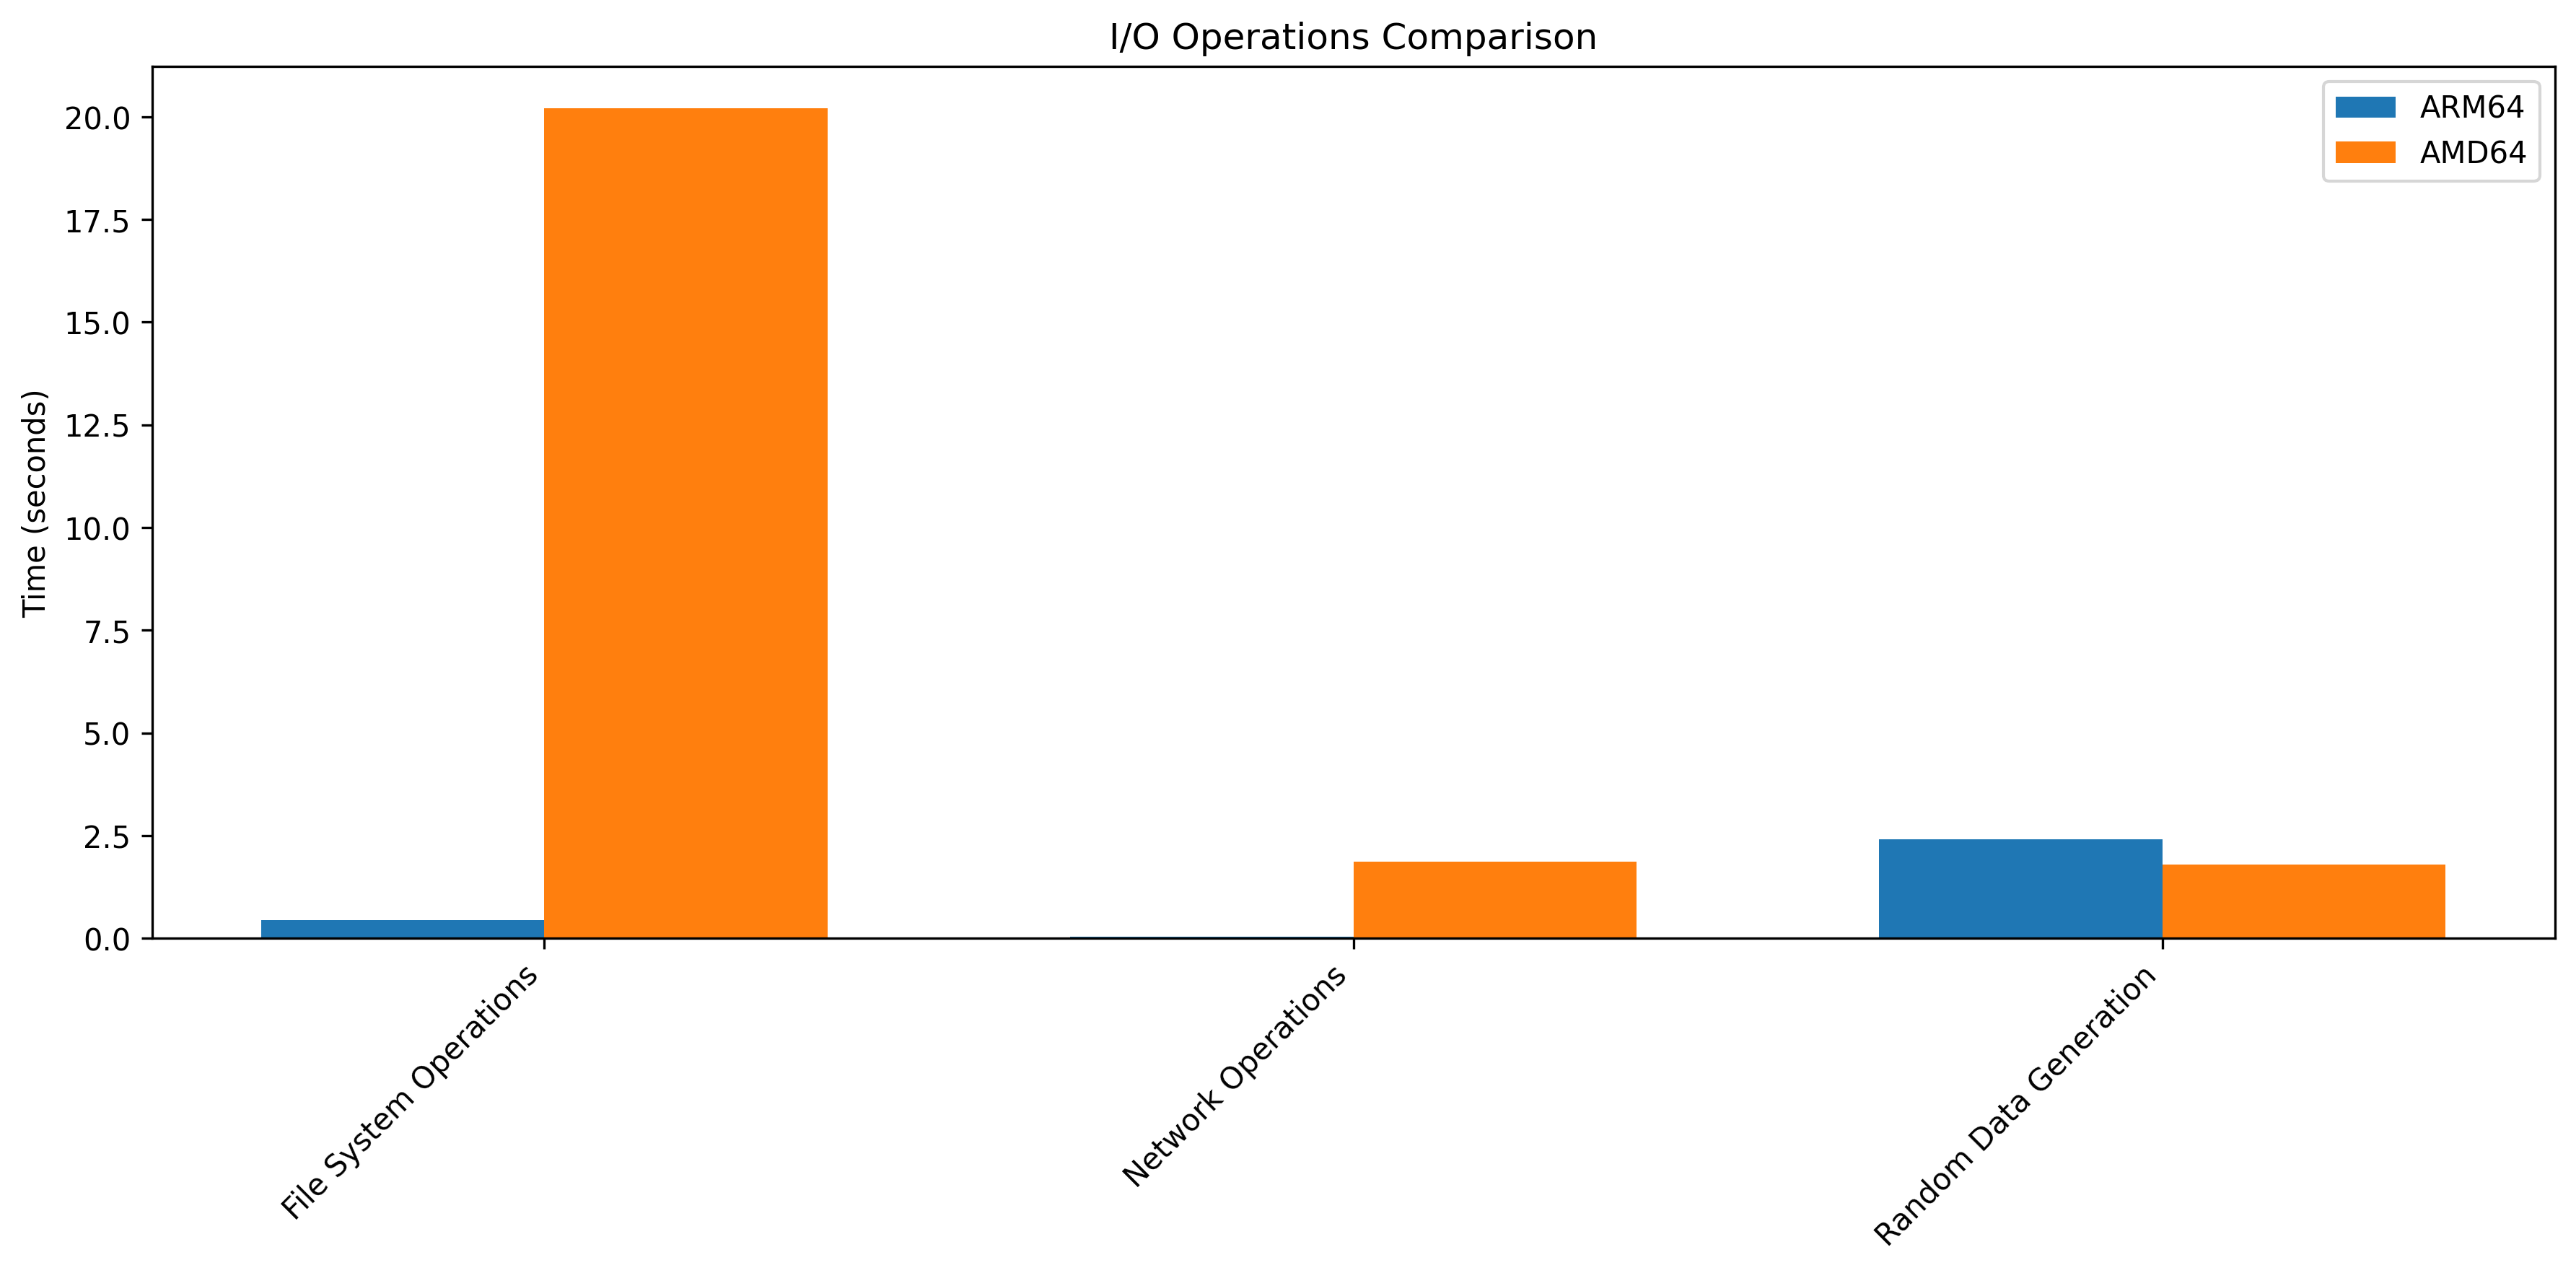 I/O Operations Comparison
ARM64
AMD64
Time (seconds)
20.0
17.5
15.0
12.5
10.0
7.5
5.0
2.5
0.0
File System Operations
Network Operations
Random Data Generation